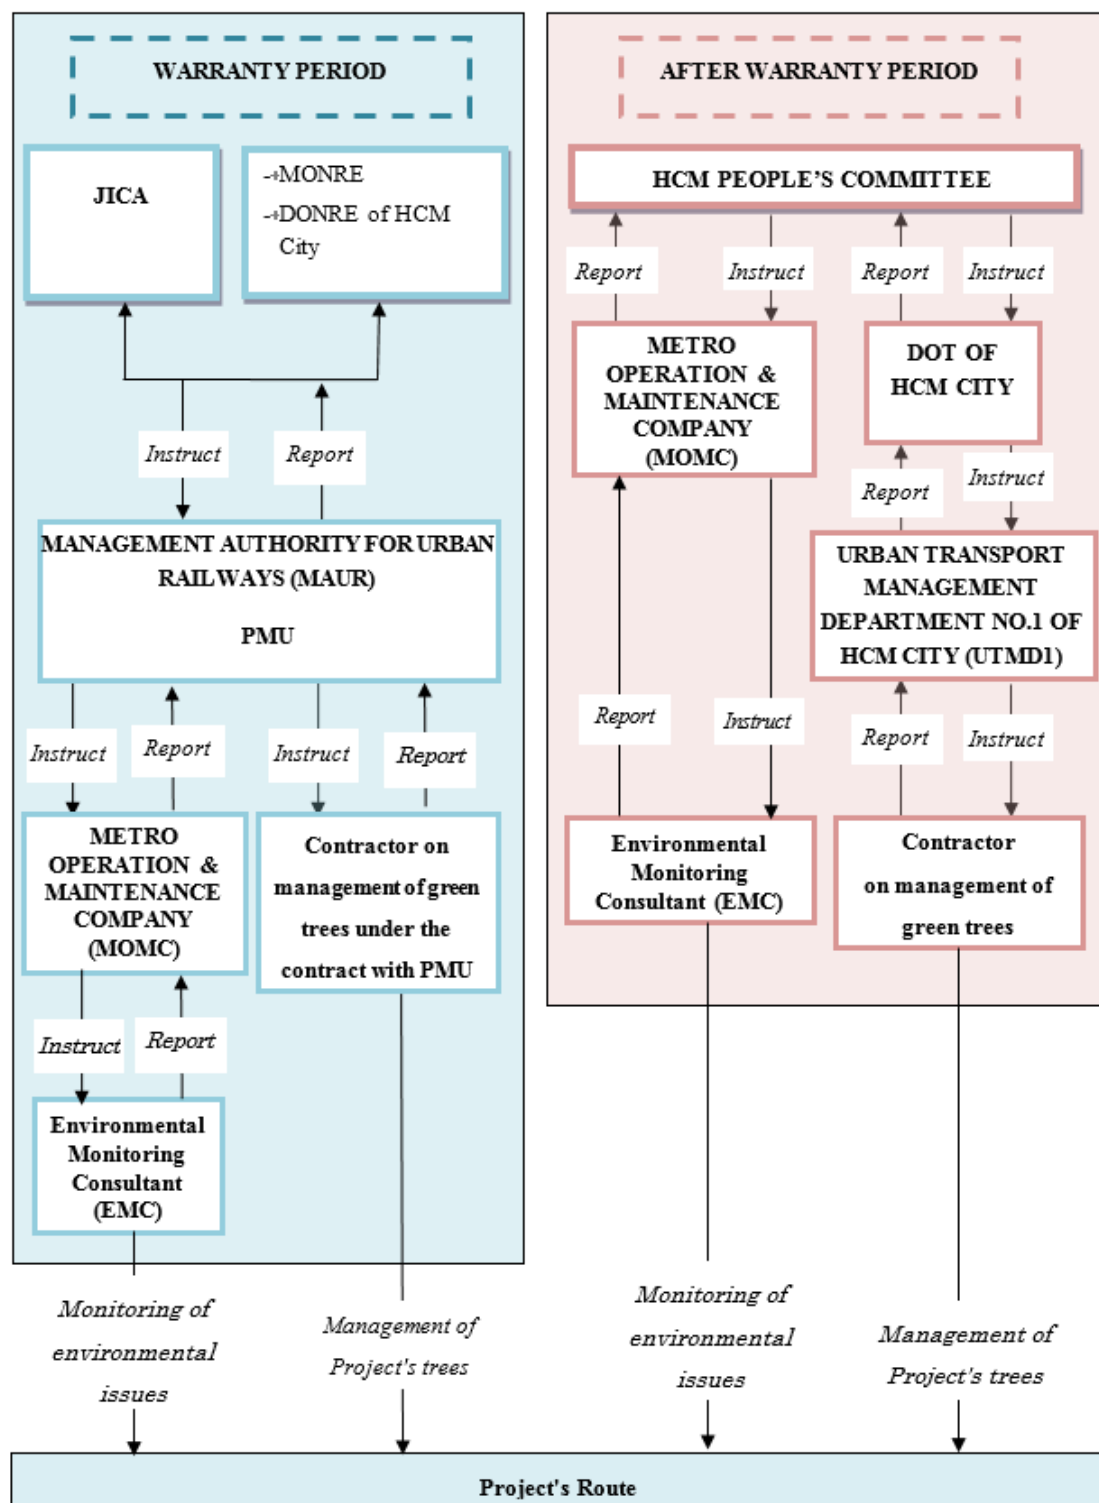 WARRANTY PERIOD
JICA
-+MONRE
-+DONRE of HCM
City
Instruct
Report
MANAGEMENT AUTHORITY FOR URBAN
RAILWAYS (MAUR)
PMU
Instruct
Report
Instruct
Report
METRO
OPERATION &
MAINTENANCE
COMPANY
(MOMC)
Contractor on
management of green
trees under the
contract with PMU
Instruct
Report
Environmental
Monitoring
Consultant
(EMC)
Monitoring of
environmental
issues
Management of
Project's trees
AFTER WARRANTY PERIOD
HCM PEOPLE'S COMMITTEE
Report
Instruct
Report
Instruct
METRO
OPERATION &
MAINTENANCE
COMPANY
(MOMC)
DOT OF
HCM CITY
Report
Instruct
URBAN TRANSPORT
MANAGEMENT
DEPARTMENT NO.1 OF
HCM CITY (UTMD1)
Report
Instruct
Report
Instruct
Environmental
Monitoring
Consultant (EMC)
Contractor
on management of
green trees
Monitoring of
environmental
issues
Management of
Project's trees
Project's Route